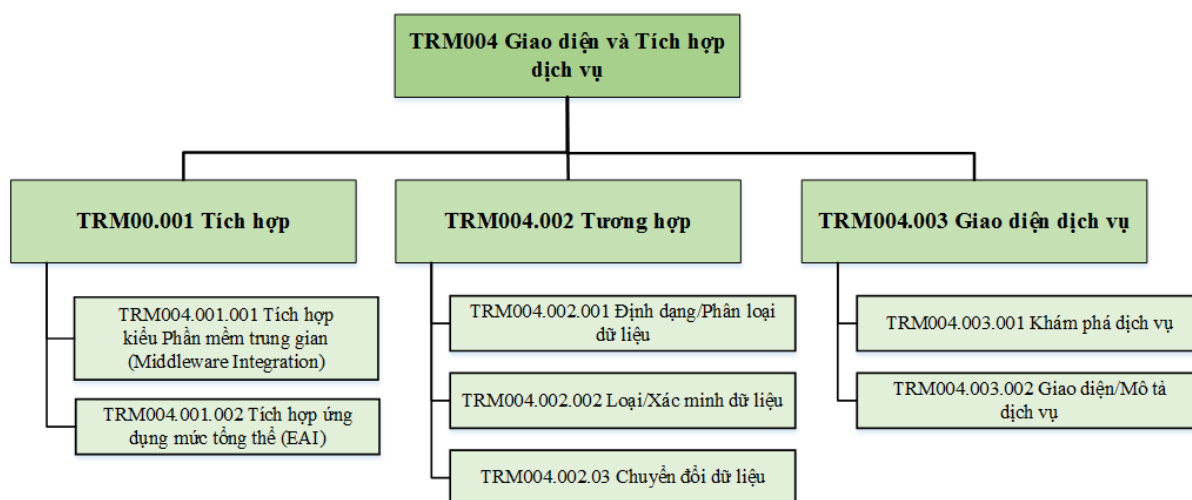 TRM004 Giao diện và Tích hợp
dịch vụ
TRM00.001 Tích hợp
TRM004.001.001 Tích hợp
kiểu Phần mềm trung gian
(Middleware Integration)
TRM004.001.002 Tích hợp ứng
dụng mức tổng thể (EAI)
TRM004.002 Tương hợp
TRM004.002.001 Định dạng/Phân loại
dữ liệu
TRM004.002.002 Loại/Xác minh dữ liệu
TRM004.002.03 Chuyển đổi dữ liệu
TRM004.003 Giao diện dịch vụ
TRM004.003.001 Khám phá dịch vụ
TRM004.003.002 Giao diện/Mô tả
dịch vụ